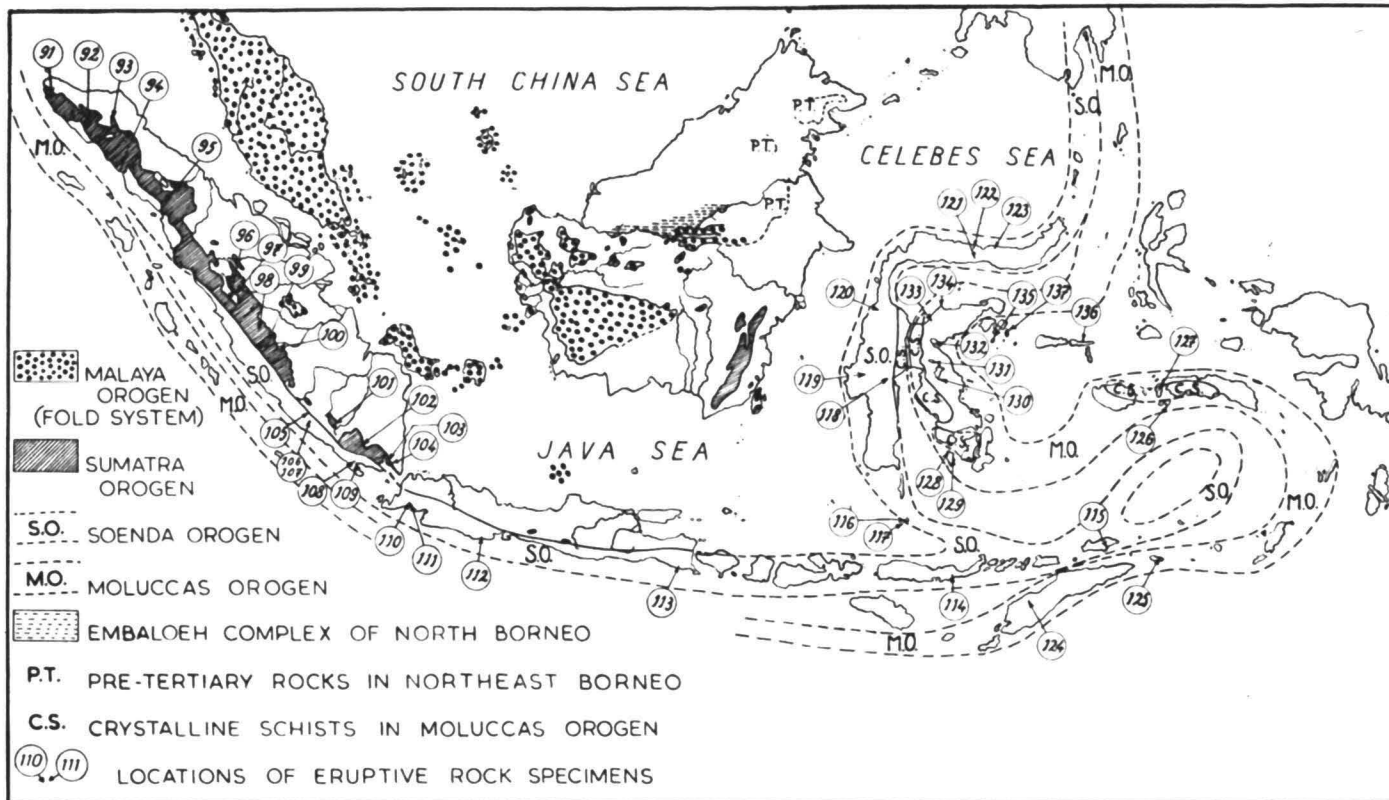 91 92 93 94
SOUTH CHINA SEA
P.T.
M.O.
S.O.
M.O.
95
P.T.
CELEBES SEA
P.T.
121 122 123
96 97
98 99
120 133 134 135 137
136
127
132
100
S.O.
119
131
C.S. C.S.
MALAYA
OROGEN
(FOLD SYSTEM)
S.O.
M.O.
101
102
118
C.S.
130
126
103
105
104
JAVA SEA
C.S.
M.O.
SUMATRA
OROGEN
106
107
108 109
128
129
S.O.
M.O.
116
117
115
S.O. SOENDA OROGEN
110 111
112
S.O.
S.O.
113
114
125
M.O. MOLUCCAS OROGEN
M.O.
124
EMBALOEH COMPLEX OF NORTH BORNEO
P.T. PRE-TERTIARY ROCKS IN NORTHEAST BORNEO
C.S. CRYSTALLINE SCHISTS IN MOLUCCAS OROGEN
110 111 LOCATIONS OF ERUPTIVE ROCK SPECIMENS